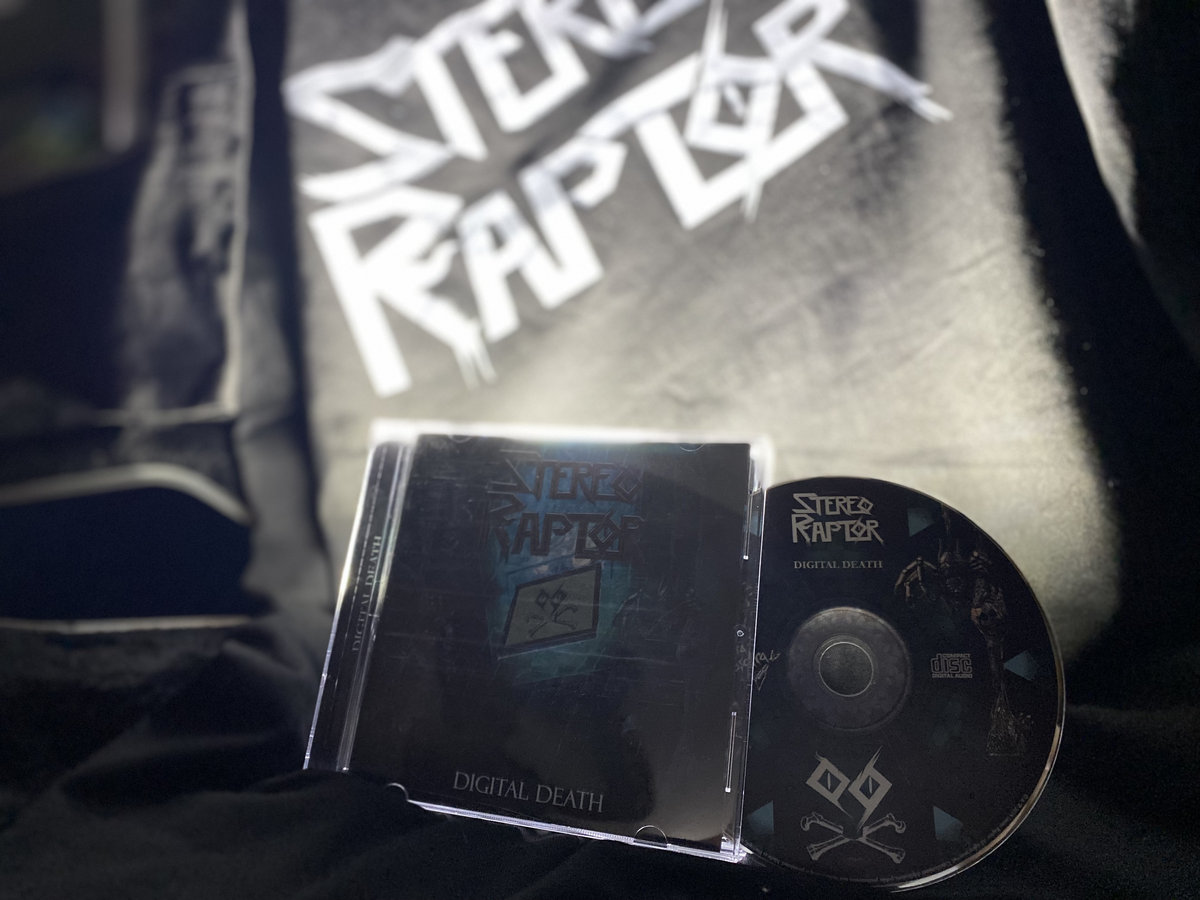 STEREO
RAPTOR
DIGITAL DEATH
STEREO
RAPTOR
DIGITAL DEATH
STEREO
RAPTOR
DIGITAL DEATH
COMPACT
disc
DIGITAL AUDIO